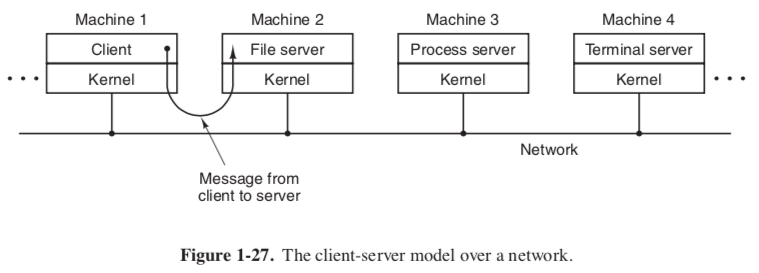 Machine 1
Machine 2
Machine 3
Machine 4
Client
File server
Process server
Terminal server
Kernel
Kernel
Kernel
Kernel
Network
Message from
client to server
Figure 1-27. The client-server model over a network.